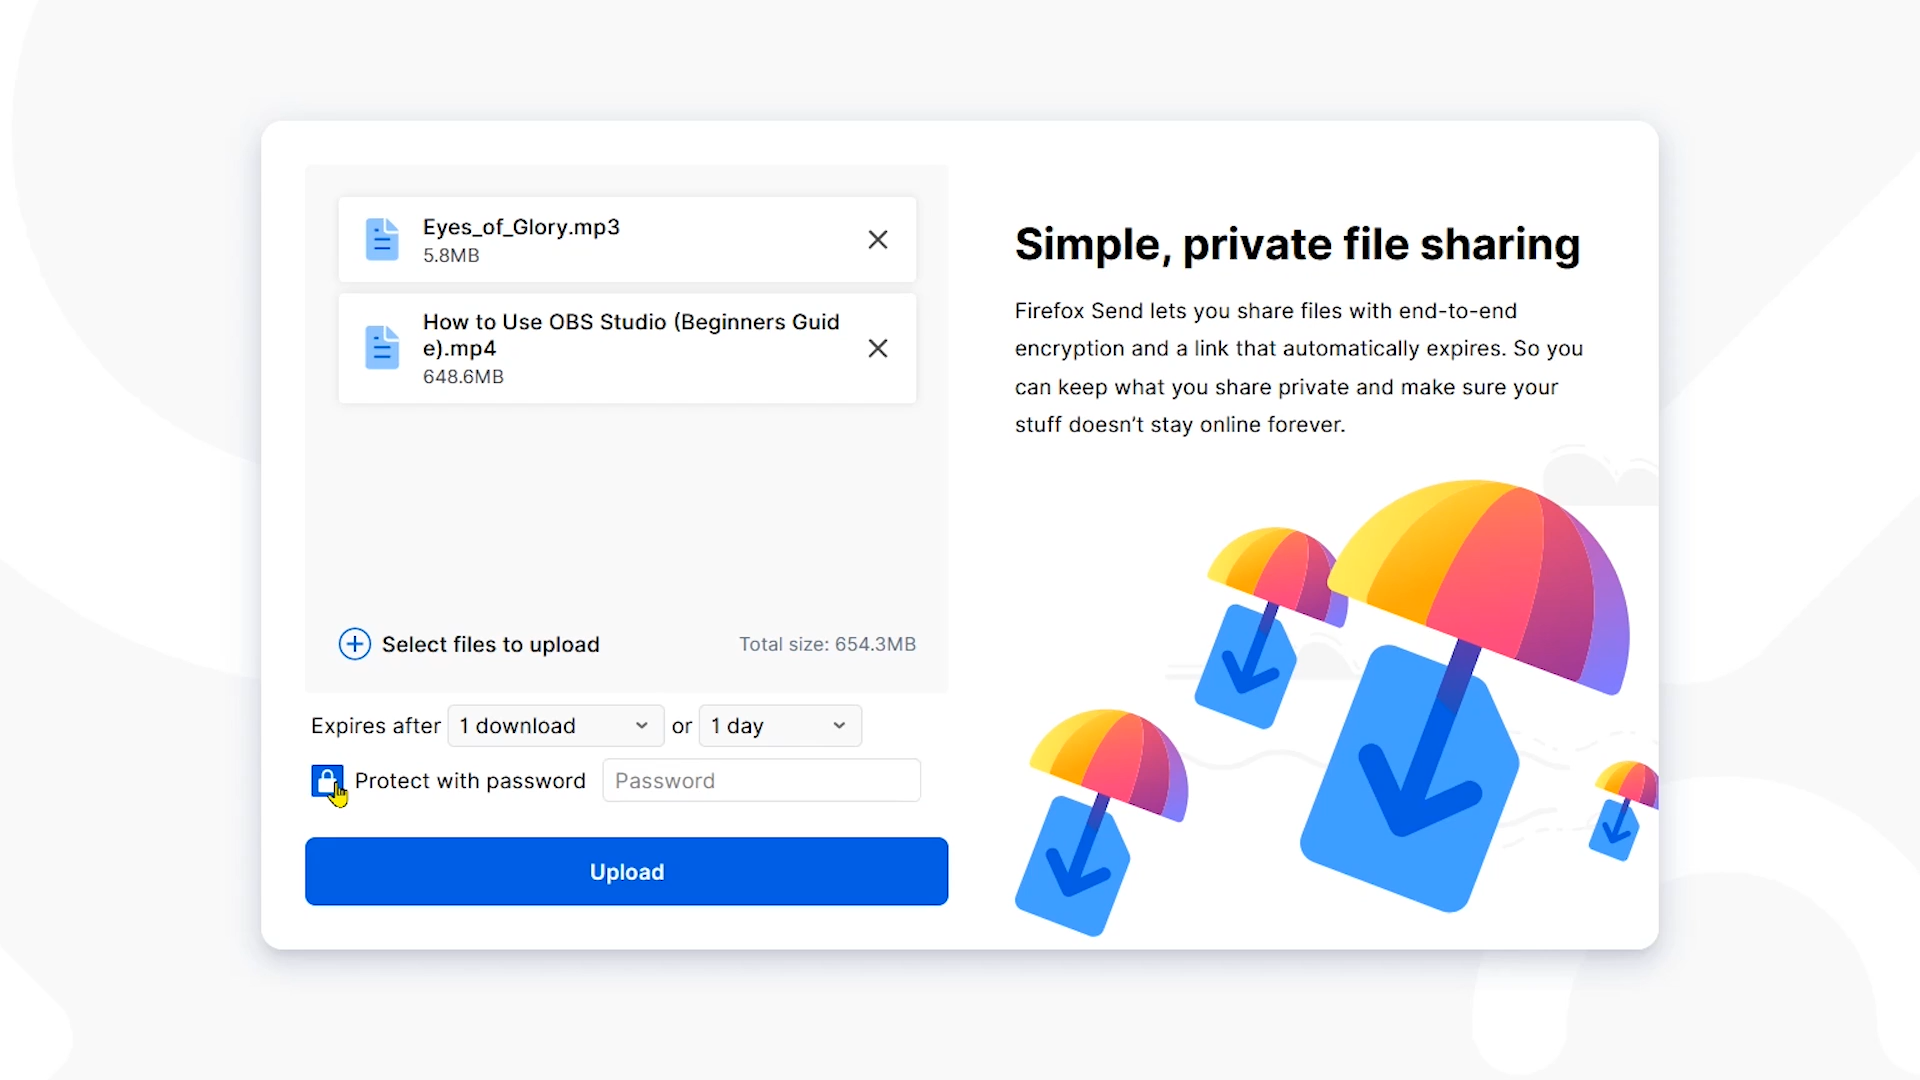 Eyes_of_Glory.mp3
5.8MB
How to Use OBS Studio (Beginners Guid
e).mp4
648.6MB
Select files to upload
Total size: 654.3MB
Expires after 1 download or 1 day
Protect with password Password
Upload
Simple, private file sharing
Firefox Send lets you share files with end-to-end
encryption and a link that automatically expires. So you
can keep what you share private and make sure your
stuff doesn’t stay online forever.